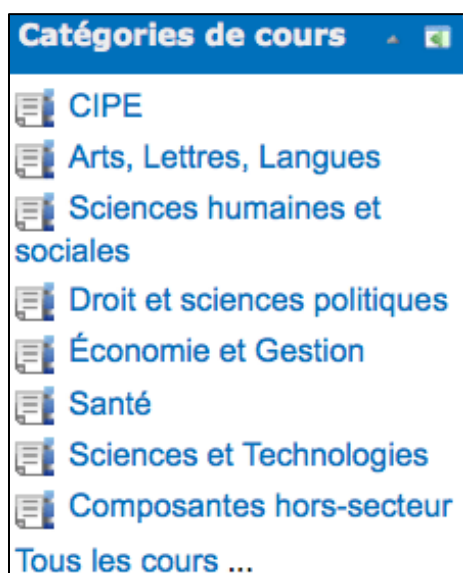 Catégories de cours
CIPE
Arts, Lettres, Langues
Sciences humaines et
sociales
Droit et sciences politiques
Économie et Gestion
Santé
Sciences et Technologies
Composantes hors-secteur
Tous les cours ...